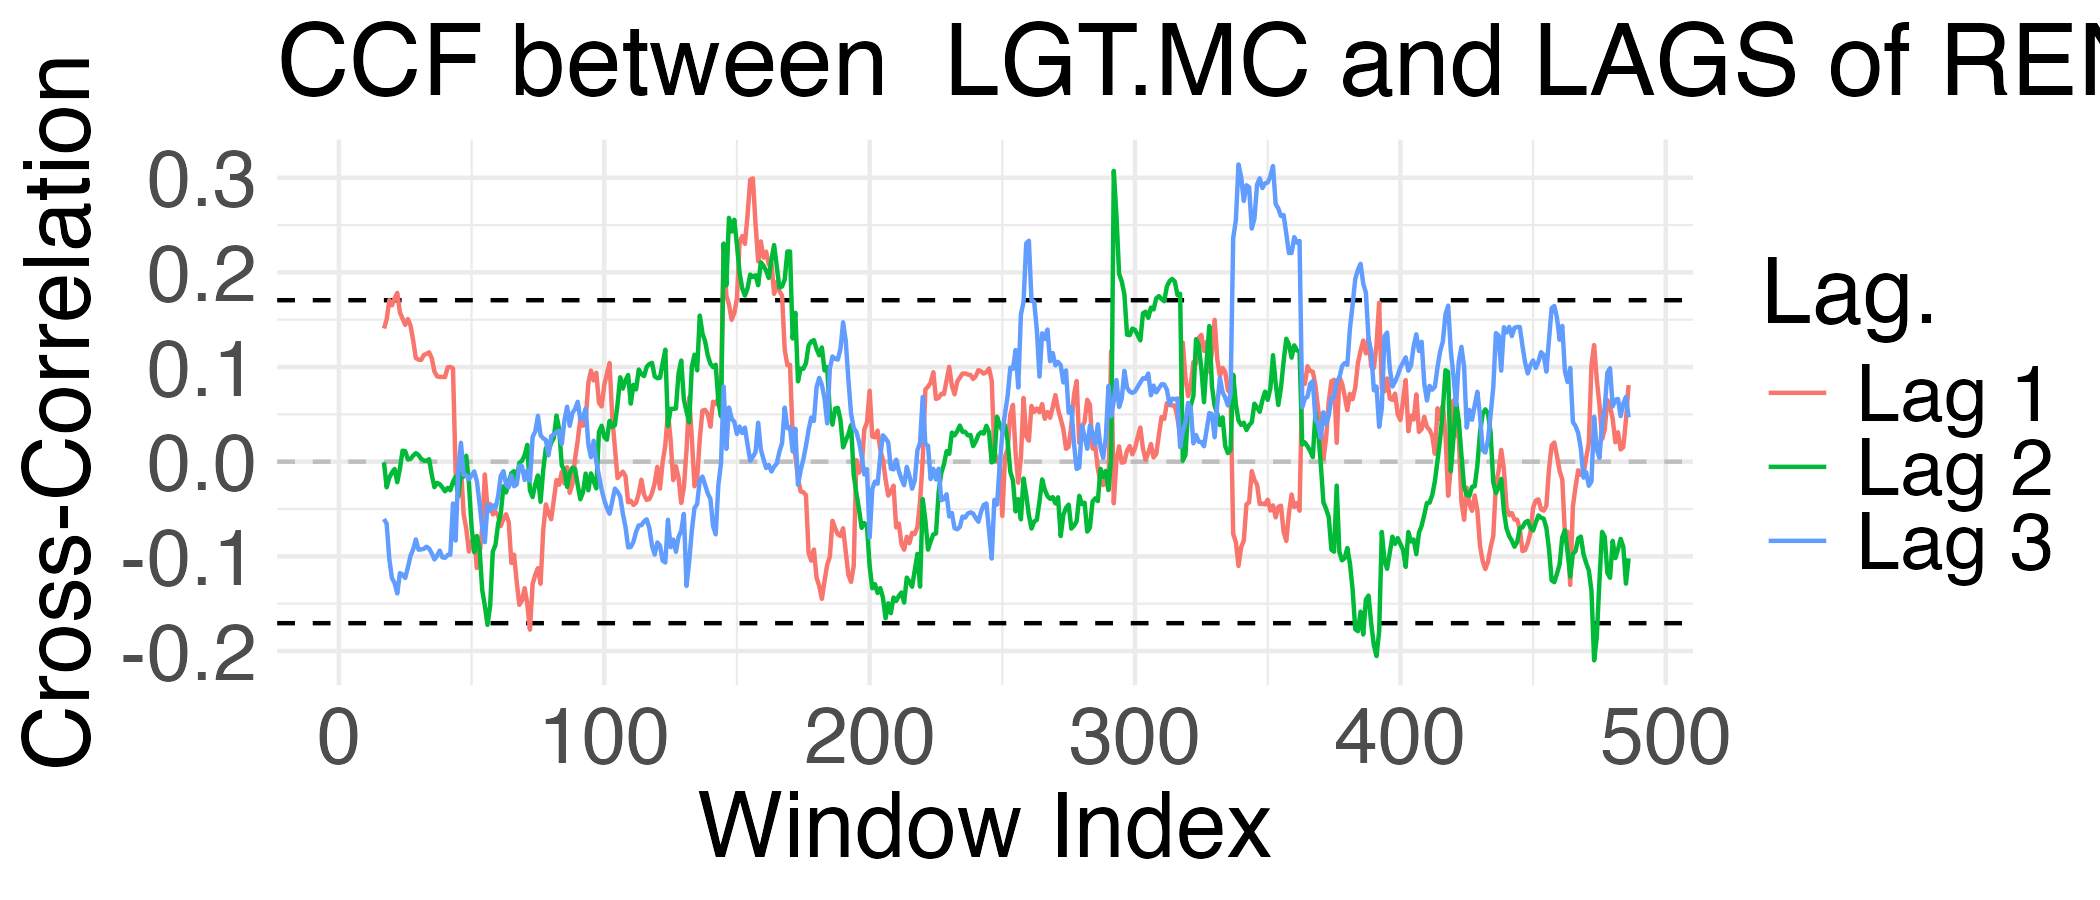 CCF between LGT.MC and LAGS of
Cross-Correlation
0.3
0.2
0.1
0.0
-0.1
-0.2
0
100
200
300
400
500
Window Index
Lag.
Lag 1
Lag 2
Lag 3